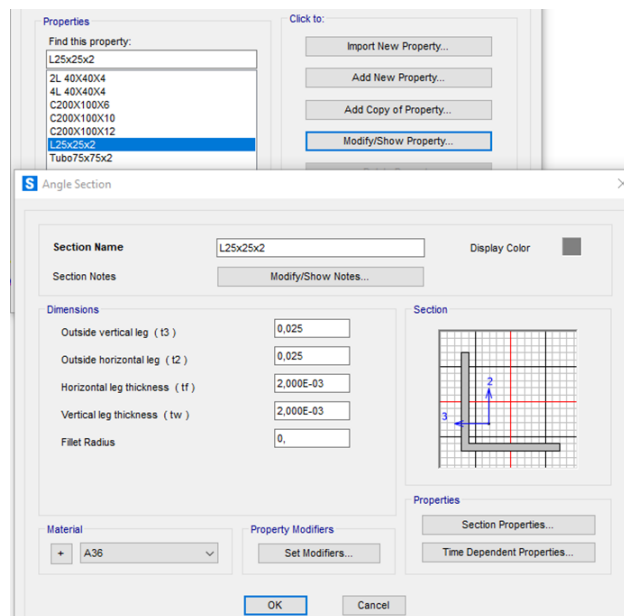 Properties
Click to:
Find this property:
L25x25x2
Import New Property...
2L 40X40X4
4L 40X40X4
C200X100X6
C200X100X10
C200X100X12
L25x25x2
Tubo75x75x2
Add New Property...
Add Copy of Property...
Modify/Show Property...
S Angle Section
Section Name
L25x25x2
Display Color
Section Notes
Modify/Show Notes...
Dimensions
Outside vertical leg ( t3 )
0,025
Outside horizontal leg ( t2 )
0,025
Horizontal leg thickness ( tf )
2,000E-03
Vertical leg thickness ( tw )
2,000E-03
Fillet Radius
0,
Section
2
3
Properties
Section Properties...
Time Dependent Properties...
Material
+ A36
Property Modifiers
Set Modifiers...
OK
Cancel